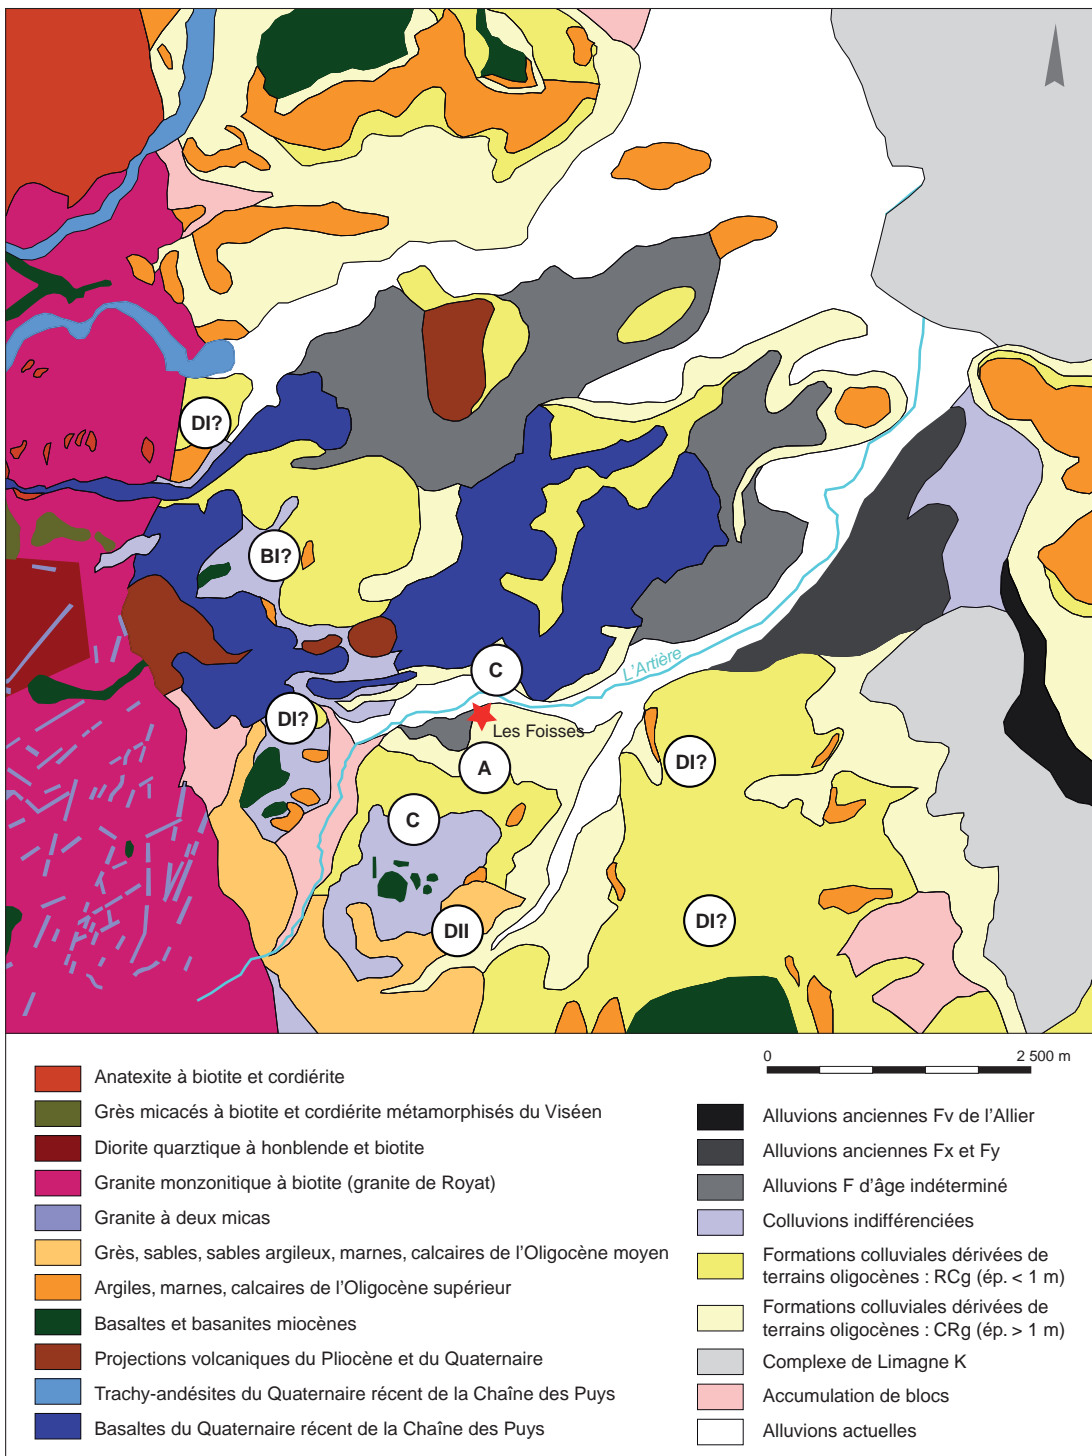 DI?
BI?
C
L'Artière
DI?
Les Foisses
A
DI?
C
DII
DI?
0 2 500 m
Anatexite à biotite et cordiérite
Grès micacés à biotite et cordiérite métamorphisés du Viséen
Diorite quarztique à honblende et biotite
Granite monzonitique à biotite (granite de Royat)
Granite à deux micas
Grès, sables, sables argileux, marnes, calcaires de l'Oligocène moyen
Argiles, marnes, calcaires de l'Oligocène supérieur
Basaltes et basanites miocènes
Projections volcaniques du Pliocène et du Quaternaire
Trachy-andésites du Quaternaire récent de la Chaîne des Puys
Basaltes du Quaternaire récent de la Chaîne des Puys
Alluvions anciennes Fv de l'Allier
Alluvions anciennes Fx et Fy
Alluvions F d'âge indéterminé
Colluvions indifférenciées
Formations colluviales dérivées de
terrains oligocènes : RCg (ép. < 1 m)
Formations colluviales dérivées de
terrains oligocènes : CRg (ép. > 1 m)
Complexe de Limagne K
Accumulation de blocs
Alluvions actuelles